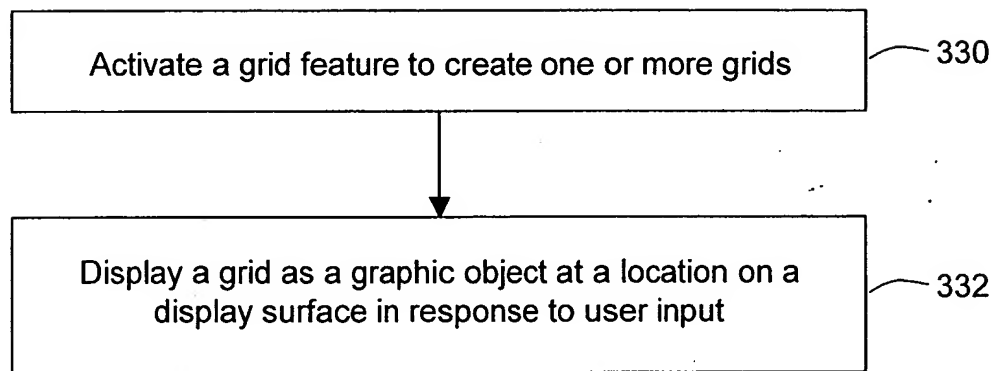 Activate a grid feature to create one or more grids
330
Display a grid as a graphic object at a location on a
display surface in response to user input
332